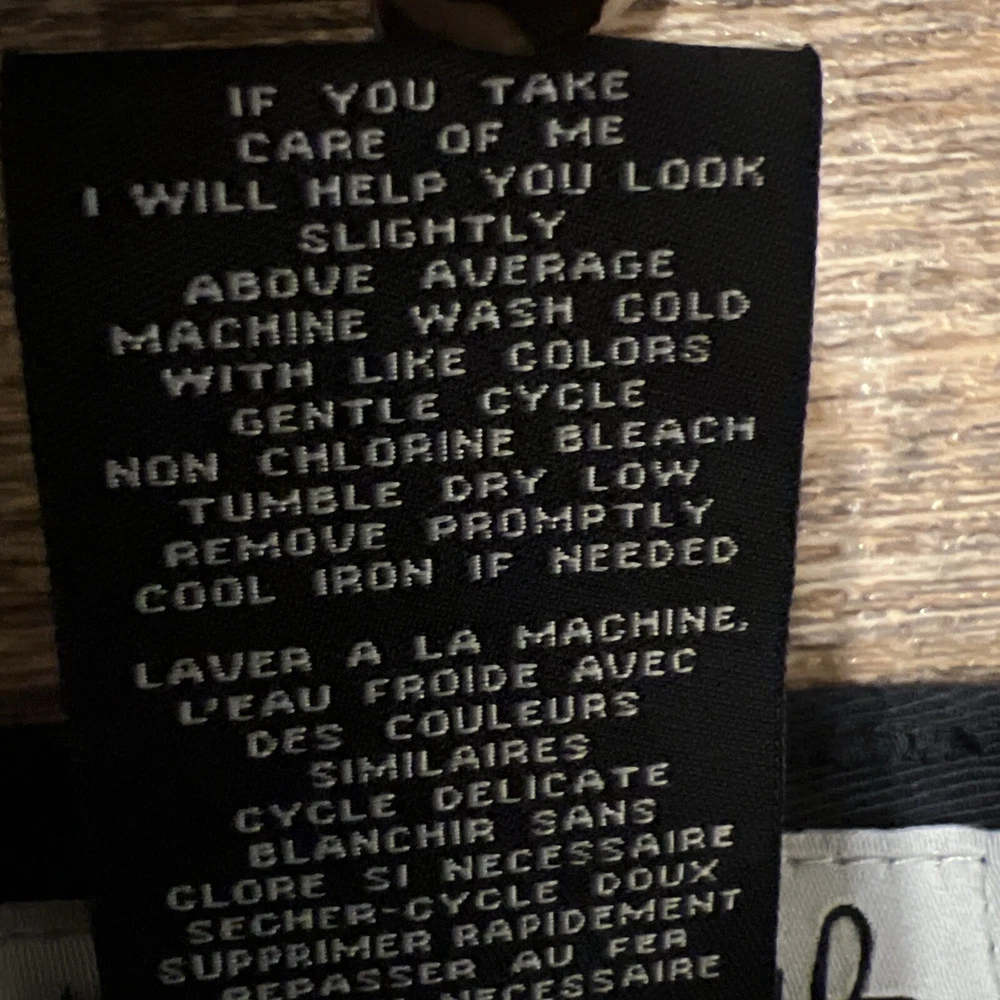 IF YOU TAKE
CARE OF ME
I WILL HELP YOU LOOK
SLIGHTLY
ABOVE AVERAGE
MACHINE WASH COLD
WITH LIKE COLORS
GENTLE CYCLE
NON CHLORINE BLEACH
TUMBLE DRY LOW
REMOVE PROMPTLY
COOL IRON IF NEEDED
LAVER A LA MACHINE,
L'EAU FROIDE AVEC
DES COULEURS
SIMILAIRES
CYCLE DELICATE
BLANCHIR SANS
CLORE SI NECESSAIRE
SECHER-CYCLE DOUX
SUPPRIMER RAPIDEMENT
REPASSER AU FER
NECESSAIRE